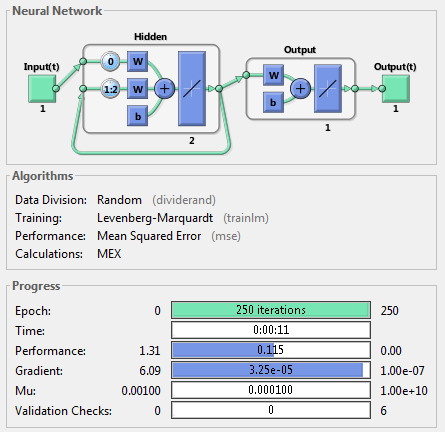 Neural Network
Hidden
Output
Input(t)
Output(t)
0
W
1:2
W
b
W
b
1
2
1
1
Algorithms
Data Division: Random (dividerand)
Training: Levenberg-Marquardt (trainlm)
Performance: Mean Squared Error (mse)
Calculations: MEX
Progress
Epoch: 0 250 iterations 250
Time: 0:00:11
Performance: 1.31 0.115 0.00
Gradient: 6.09 3.25e-05 1.00e-07
Mu: 0.00100 0.000100 1.00e+10
Validation Checks: 0 0 6